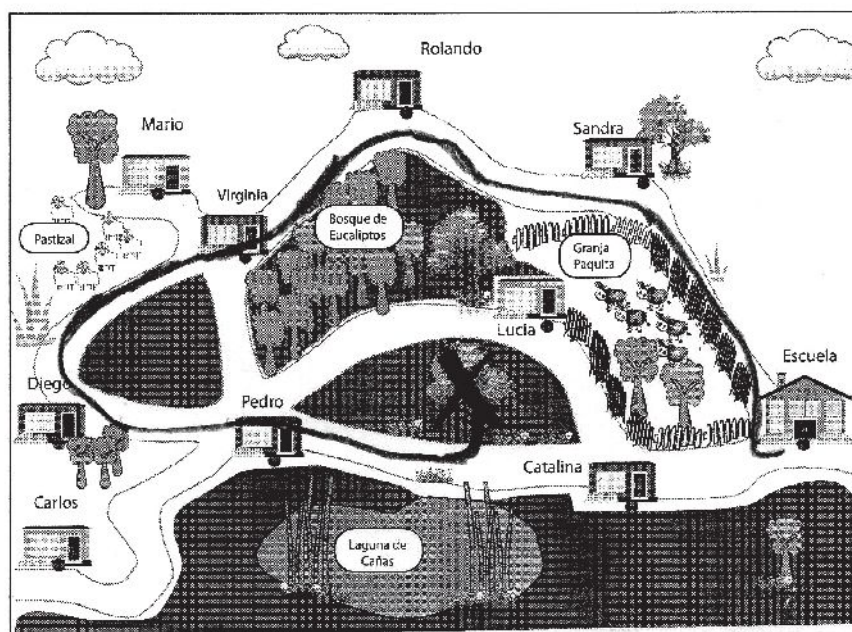 Rolando
Mario
Sandra
Virginia
Bosque de
Eucaliptos
Pastizal
Granja
Paquita
Lucia
Escuela
Diego
Pedro
Catalina
Carlos
Laguna de
Cañas